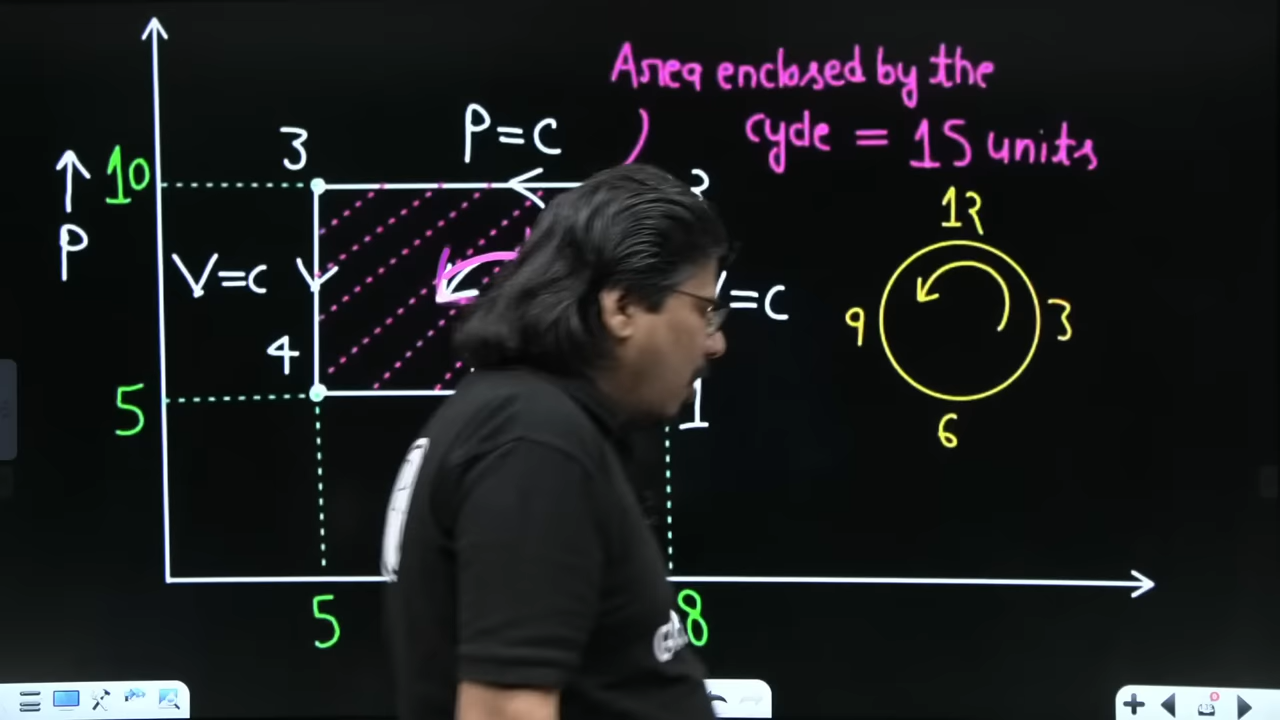 Area enclosed by the
cycle = 15 units
P=C
3
2
10
↑
P
V=C
=C
12
9
3
6
4
1
5
5
8